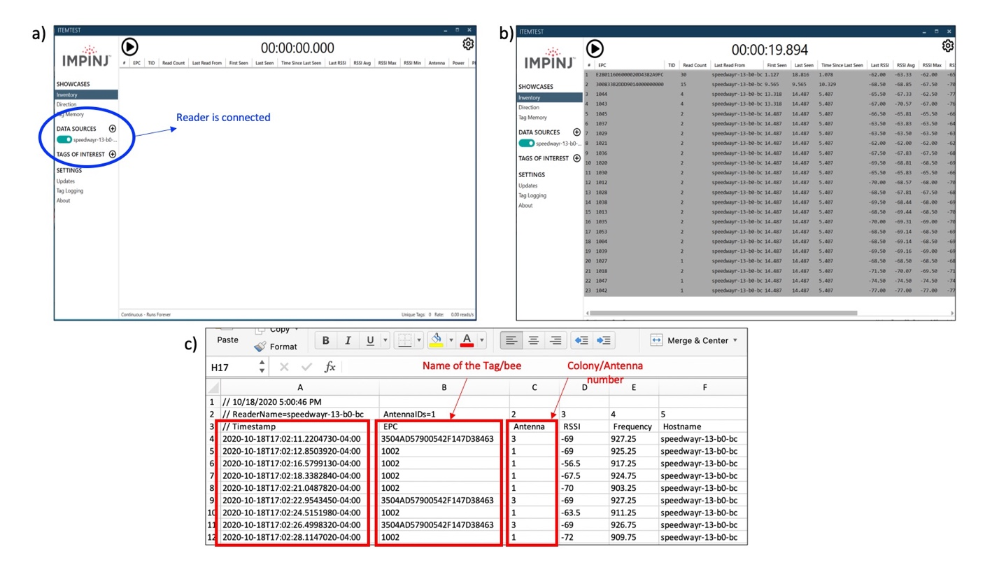 a)
ITEMTEST
IMPINJ
00:00:00.000
# EPC TID Read Count Last Read From First Seen Last Seen Time Since Last Seen Last RSSI RSSI Avg RSSI Max RSSI Min Antenna Power
SHOWCASES
Inventory
Direction
Tag Memory
DATA SOURCES
speedwayr-13-b0-...
TAGS OF INTEREST
SETTINGS
Updates
Tag Logging
About
Reader is connected
Continuous - Runs Forever Unique Tags: 0 Rate: 0.00 reads/s
b)
ITEMTEST
IMPINJ
00:00:19.894
# EPC TID Read Count Last Read From First Seen Last Seen Time Since Last Seen Last RSSI RSSI Avg RSSI Max RS
SHOWCASES
Inventory
Direction
Tag Memory
DATA SOURCES
speedwayr-13-b0-...
TAGS OF INTEREST
SETTINGS
Updates
Tag Logging
About
1 E28011606000020D4382A9FC 30 speedwayr-13-b0-bc 1.127 18.816 1.078 -62.00 -63.33 -62.00 -65
2 300833B2DDD9014000000000 15 speedwayr-13-b0-bc 9.565 9.565 10.329 -68.50 -68.85 -67.50 -70
3 1044 4 speedwayr-13-b0-bc 13.318 14.487 5.407 -65.50 -67.33 -62.50 -77
4 1043 4 speedwayr-13-b0-bc 13.318 14.487 5.407 -67.00 -70.57 -67.00 -76
5 1045 2 speedwayr-13-b0-bc 14.487 14.487 5.407 -66.50 -65.81 -65.50 -66
6 1037 2 speedwayr-13-b0-bc 14.487 14.487 5.407 -63.50 -63.83 -63.50 -64
7 1029 2 speedwayr-13-b0-bc 14.487 14.487 5.407 -63.50 -63.50 -63.50 -63
8 1021 2 speedwayr-13-b0-bc 14.487 14.487 5.407 -62.00 -62.00 -62.00 -62
9 1036 2 speedwayr-13-b0-bc 14.487 14.487 5.407 -67.50 -67.83 -67.50 -68
10 1020 2 speedwayr-13-b0-bc 14.487 14.487 5.407 -69.50 -68.81 -68.50 -69
11 1030 2 speedwayr-13-b0-bc 14.487 14.487 5.407 -65.50 -65.83 -65.50 -66
12 1012 2 speedwayr-13-b0-bc 14.487 14.487 5.407 -70.00 -68.57 -68.00 -70
13 1028 2 speedwayr-13-b0-bc 14.487 14.487 5.407 -68.50 -67.81 -67.50 -68
14 1038 2 speedwayr-13-b0-bc 14.487 14.487 5.407 -69.50 -68.44 -68.00 -69
15 1013 2 speedwayr-13-b0-bc 14.487 14.487 5.407 -68.50 -69.44 -68.50 -70
16 1035 2 speedwayr-13-b0-bc 14.487 14.487 5.407 -70.00 -69.31 -69.00 -70
17 1053 2 speedwayr-13-b0-bc 14.487 14.487 5.407 -68.50 -69.14 -68.50 -69
18 1004 2 speedwayr-13-b0-bc 14.487 14.487 5.407 -68.50 -69.14 -68.50 -69
19 1039 2 speedwayr-13-b0-bc 14.487 14.487 5.407 -69.50 -69.16 -69.00 -69
20 1027 1 speedwayr-13-b0-bc 14.487 14.487 5.407 -68.50 -68.50 -68.50 -68
21 1018 2 speedwayr-13-b0-bc 14.487 14.487 5.407 -71.50 -70.07 -69.50 -71
22 1047 1 speedwayr-13-b0-bc 14.487 14.487 5.407 -74.50 -74.50 -74.50 -74
23 1042 1 speedwayr-13-b0-bc 14.487 14.487 5.407 -77.00 -77.00 -77.00 -77
c)
Paste Copy Format B I U A Merge & Center
H17 fx
Name of the Tag/bee
Colony/Antenna
number
A B C D E F
1 // 10/18/2020 5:00:46 PM
2 // ReaderName=speedwayr-13-b0-bc AntennaIDs=1 2 3 4 5
3 // Timestamp EPC Antenna RSSI Frequency Hostname
4 2020-10-18T17:02:11.2204730-04:00 3504AD57900542F147D38463 3 -69 927.25 speedwayr-13-b0-bc
5 2020-10-18T17:02:12.8503920-04:00 1002 1 -69 925.25 speedwayr-13-b0-bc
6 2020-10-18T17:02:16.5799130-04:00 1002 1 -56.5 917.25 speedwayr-13-b0-bc
7 2020-10-18T17:02:18.3382840-04:00 1002 1 -67.5 924.75 speedwayr-13-b0-bc
8 2020-10-18T17:02:21.0487820-04:00 1002 1 -70 903.25 speedwayr-13-b0-bc
9 2020-10-18T17:02:22.9543450-04:00 3504AD57900542F147D38463 3 -69 927.25 speedwayr-13-b0-bc
10 2020-10-18T17:02:24.5151980-04:00 1002 1 -63.5 911.25 speedwayr-13-b0-bc
11 2020-10-18T17:02:26.4998320-04:00 3504AD57900542F147D38463 3 -69 926.75 speedwayr-13-b0-bc
12 2020-10-18T17:02:28.1147020-04:00 1002 1 -72 909.75 speedwayr-13-b0-bc